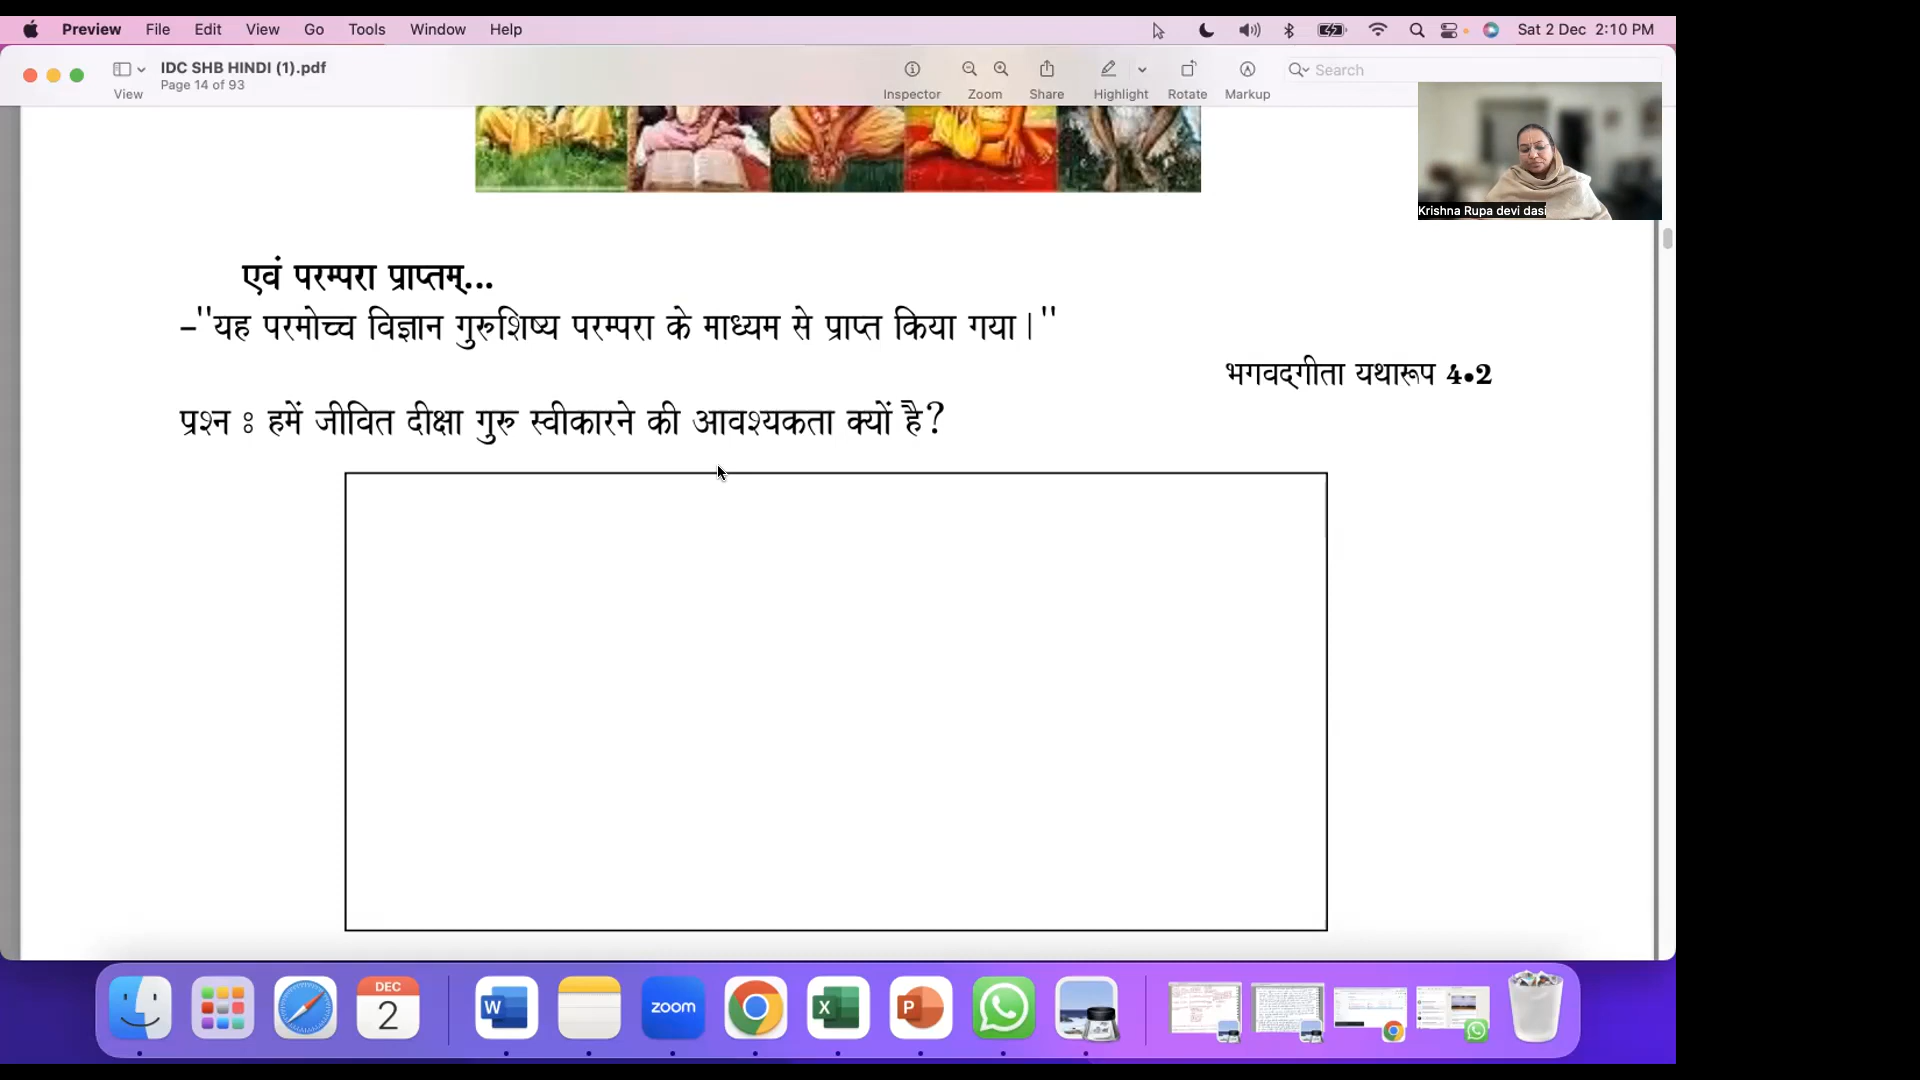 Preview File Edit View Go Tools Window Help Sat 2 Dec 2:10 PM
IDC SHB HINDI (1).pdf
Page 14 of 93
View Inspector Zoom Share Highlight Rotate Markup Search
Krishna Rupa devi dasi
एवं परम्परा प्राप्तम्...
–"यह परमोच्च विज्ञान गुरुशिष्य परम्परा के माध्यम से प्राप्त किया गया।"
भगवद्गीता यथारूप 4•2
प्रश्न ः हमें जीवित दीक्षा गुरु स्वीकारने की आवश्यकता क्यों है?
DEC
2
W
zoom
X
P